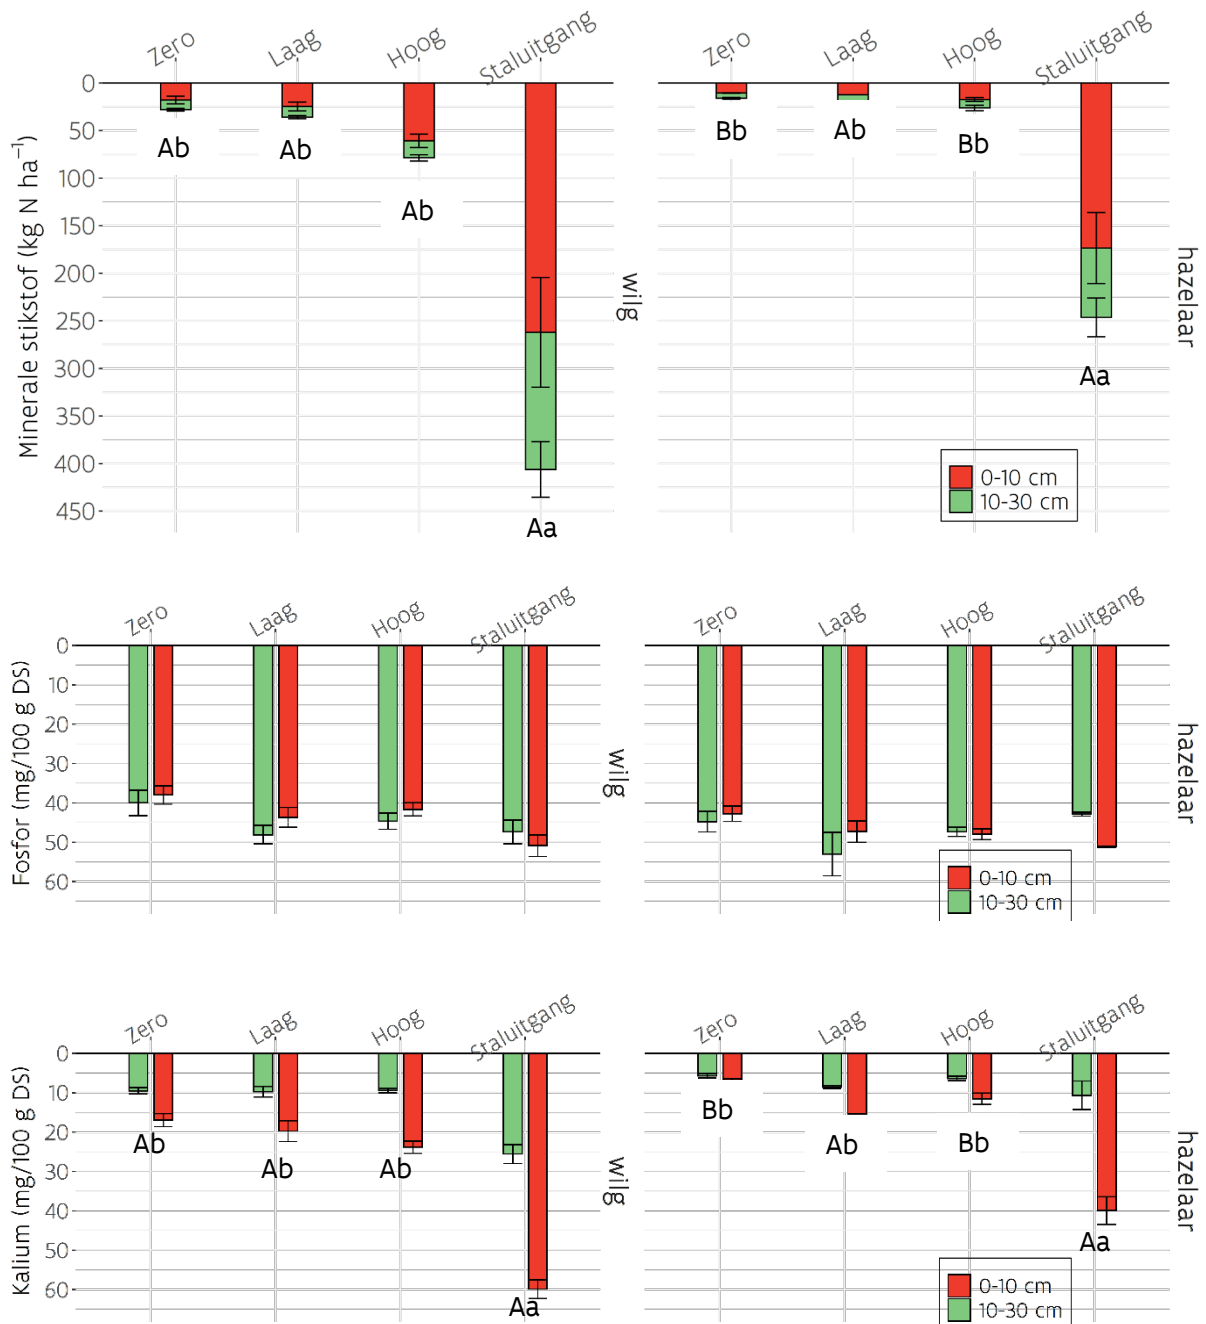 Zero Laag Hoog Staluitgang
Zero Laag Hoog Staluitgang
Minerale stikstof (kg N ha⁻¹)
0
50
100
150
200
250
300
350
400
450
Ab Ab Ab Aa
wilg
Bb Ab Bb Aa
hazelaar
0-10 cm
10-30 cm
Zero Laag Hoog Staluitgang
Zero Laag Hoog Staluitgang
Fosfor (mg/100 g DS)
0
10
20
30
40
50
60
wilg
hazelaar
0-10 cm
10-30 cm
Zero Laag Hoog Staluitgang
Zero Laag Hoog Staluitgang
Kalium (mg/100 g DS)
0
10
20
30
40
50
60
Ab Ab Ab Aa
wilg
Bb Ab Bb Aa
hazelaar
0-10 cm
10-30 cm